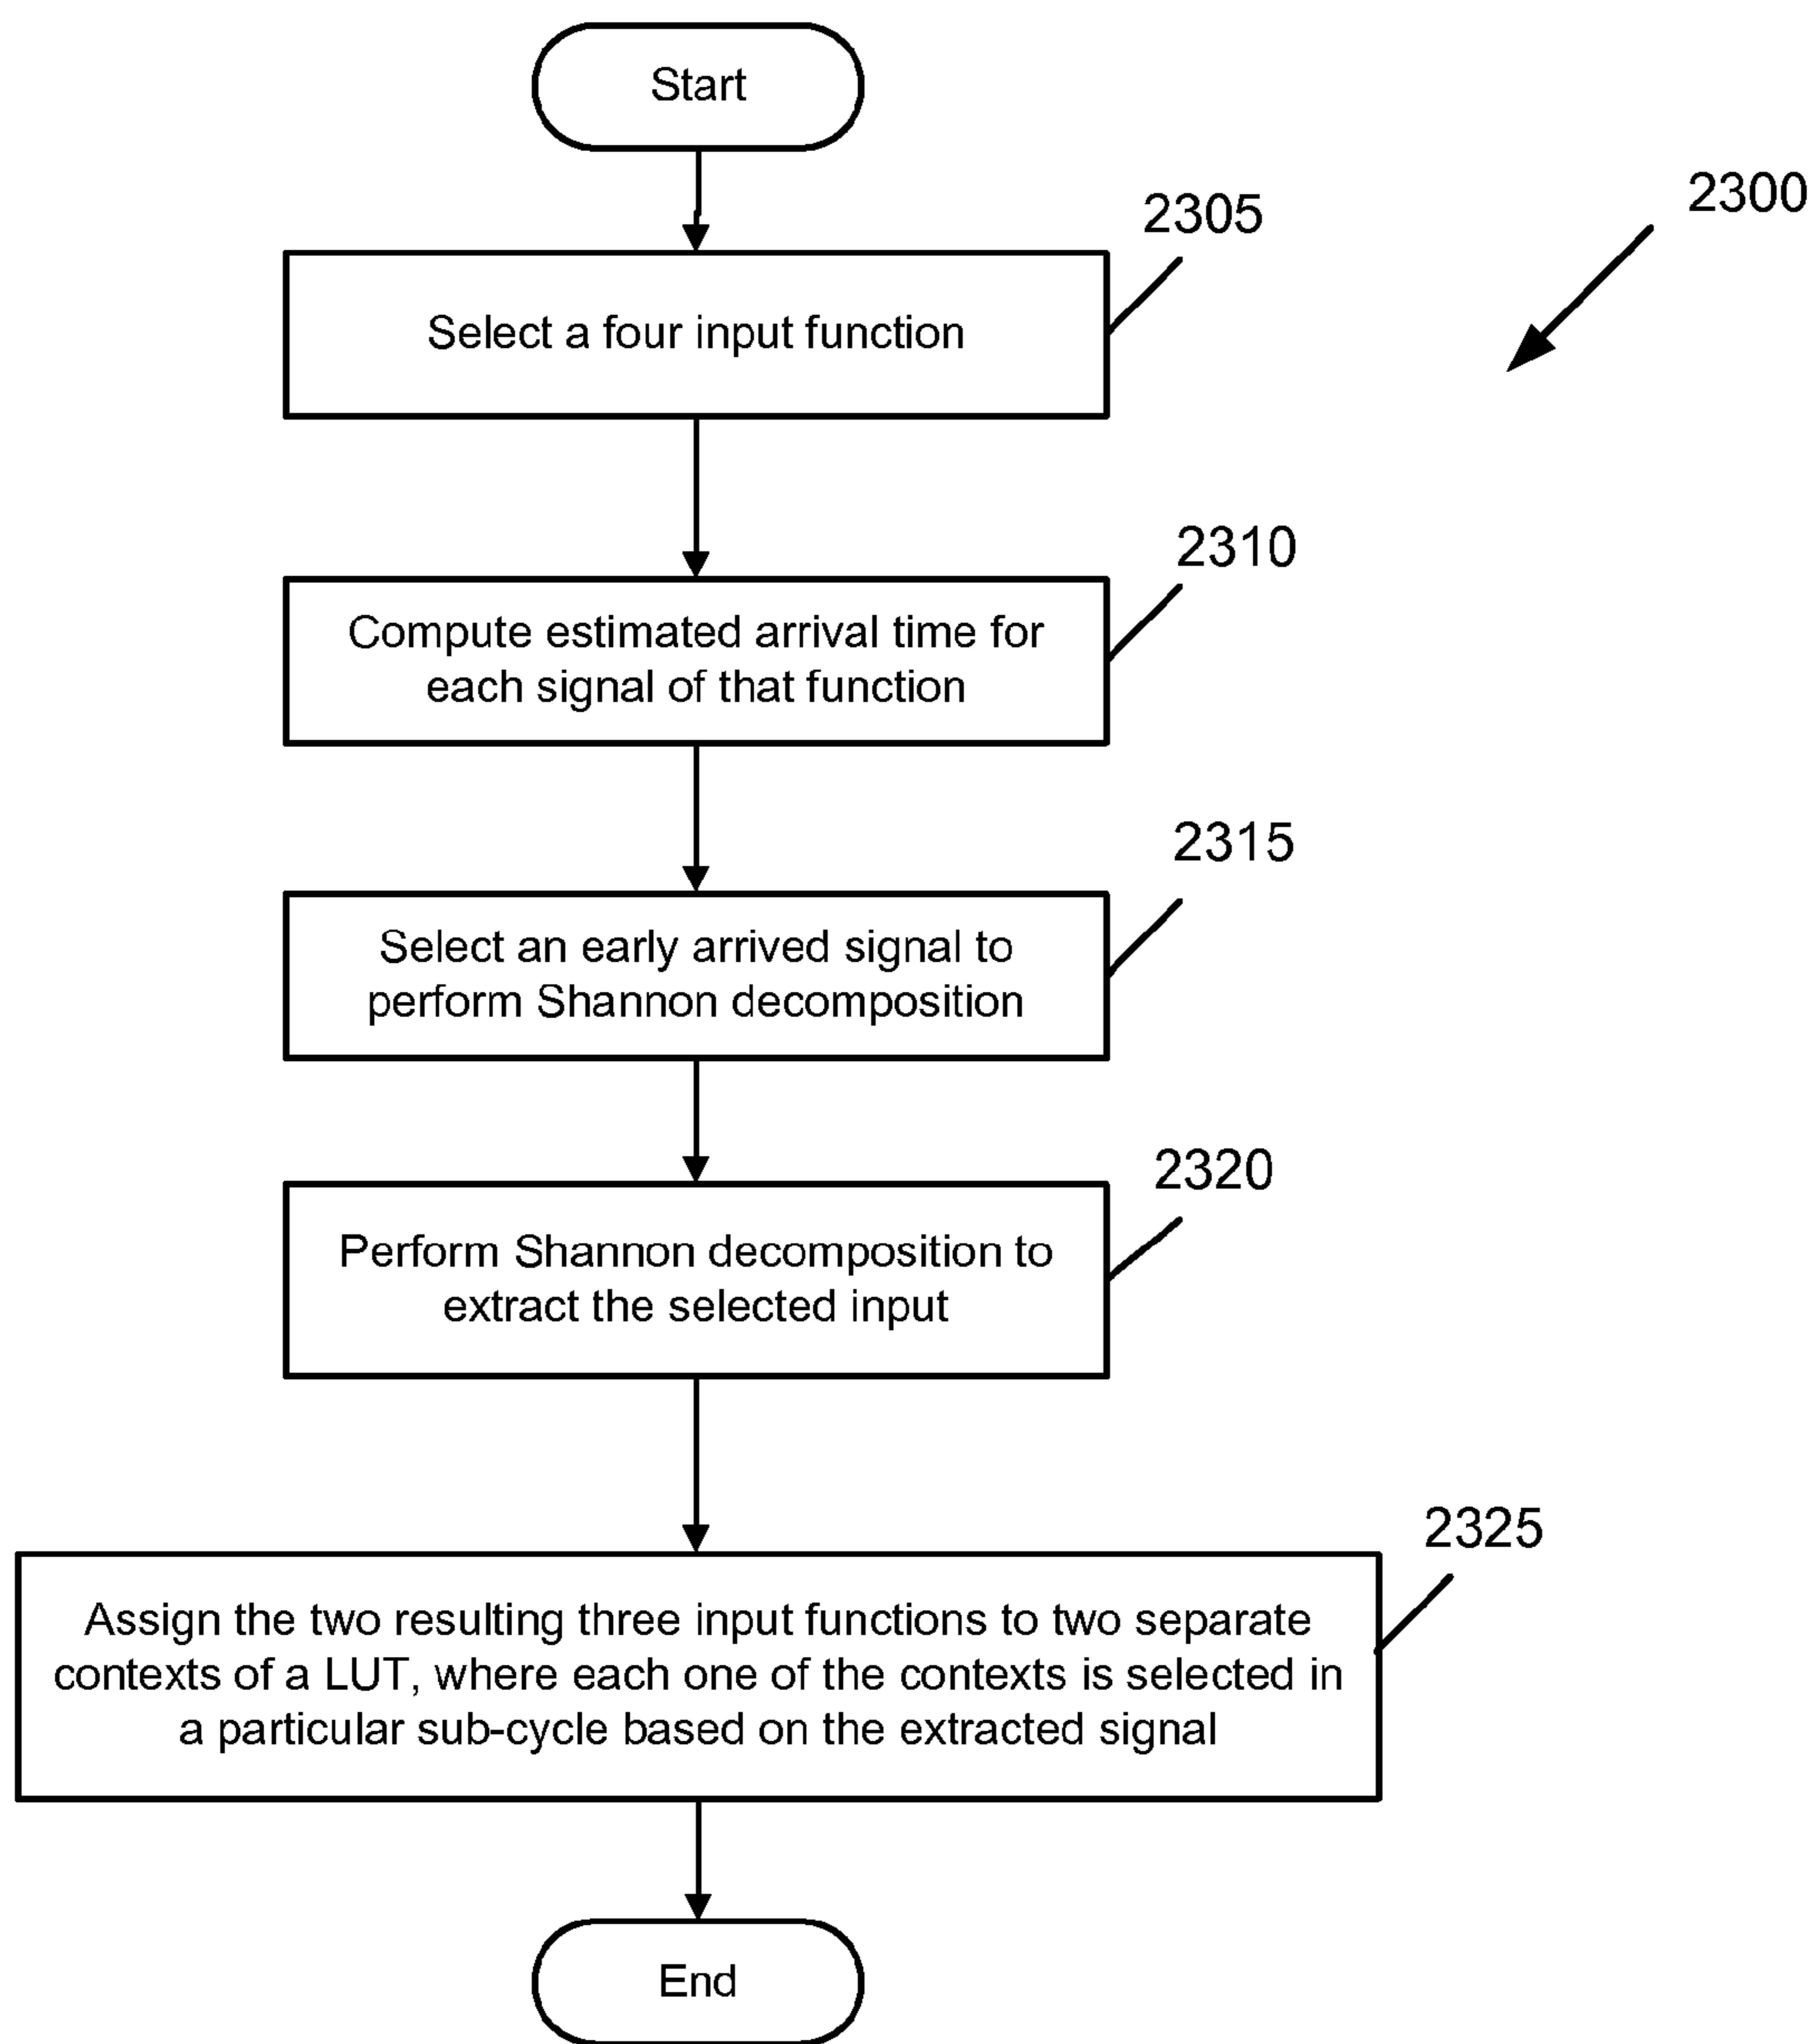 Start
2300
2305
Select a four input function
2310
Compute estimated arrival time for
each signal of that function
2315
Select an early arrived signal to
perform Shannon decomposition
2320
Perform Shannon decomposition to
extract the selected input
2325
Assign the two resulting three input functions to two separate
contexts of a LUT, where each one of the contexts is selected in
a particular sub-cycle based on the extracted signal
End